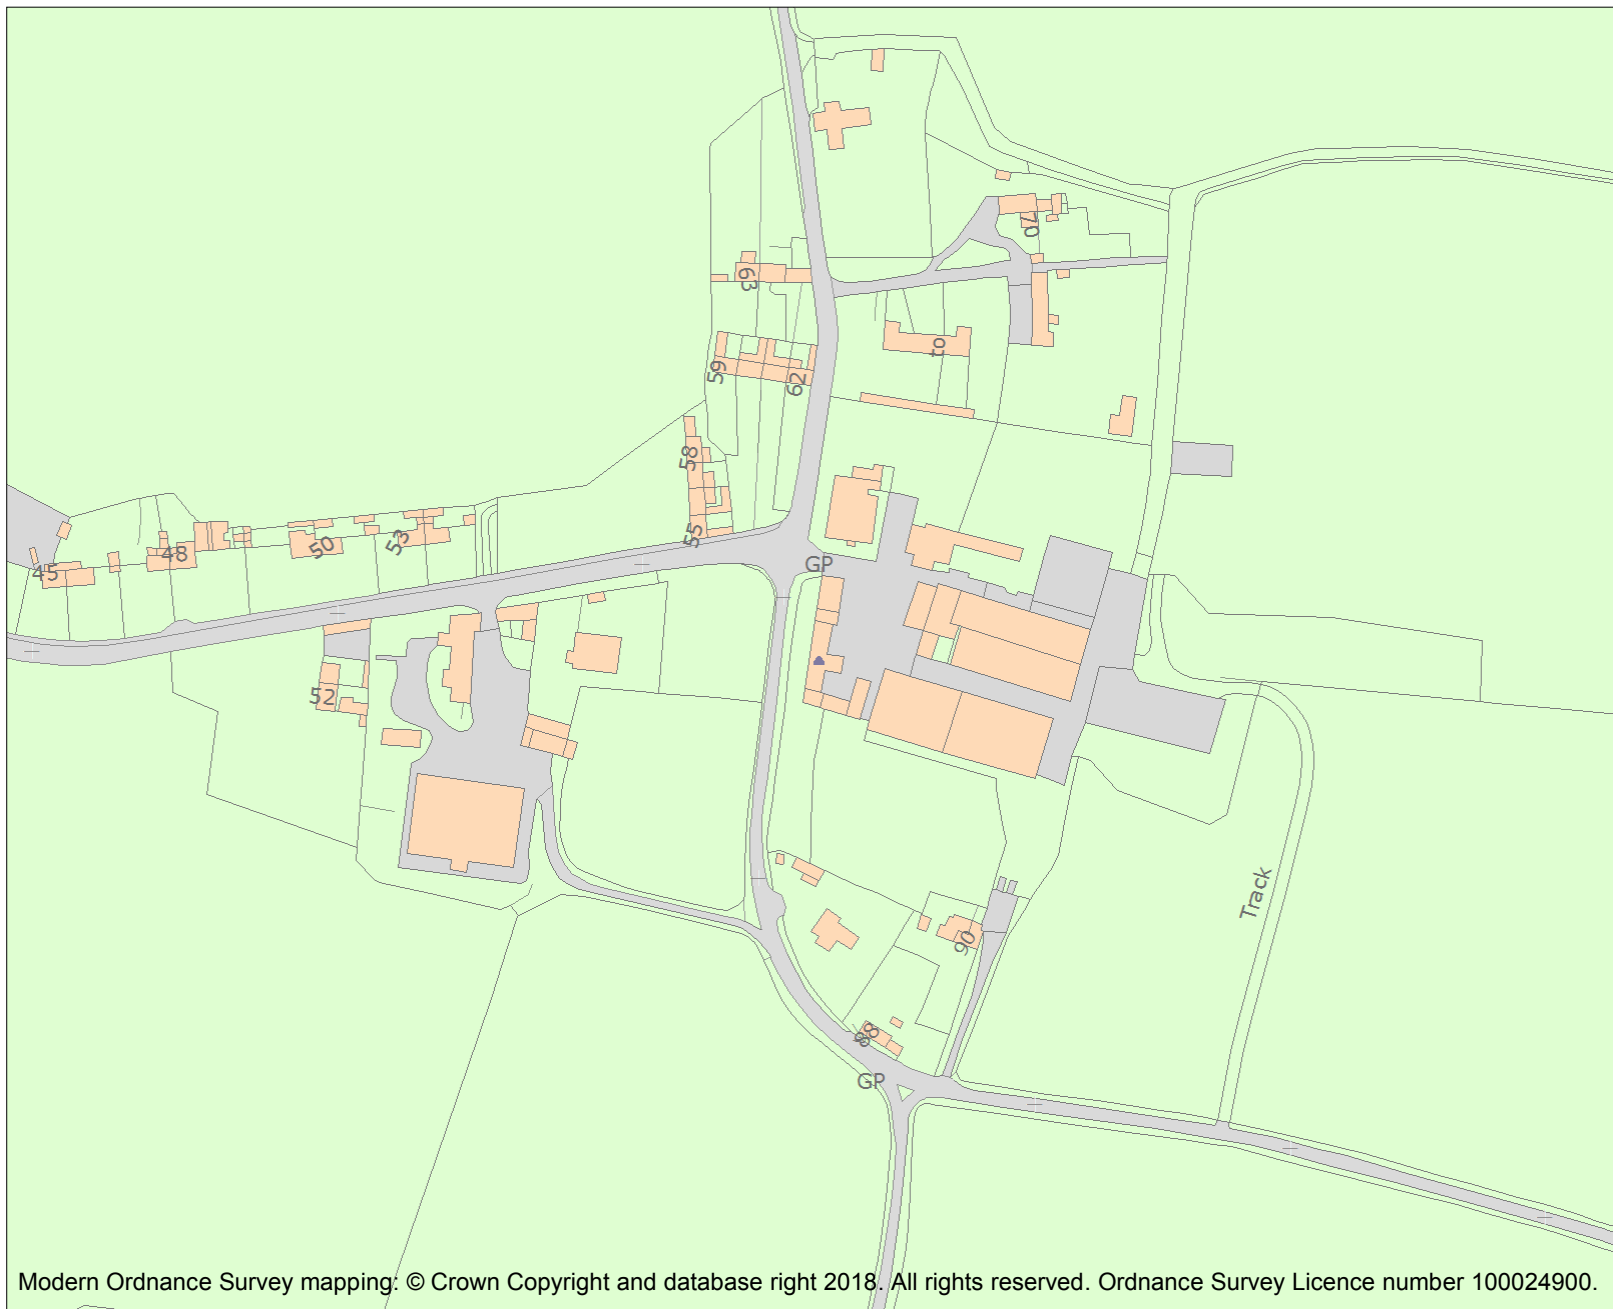 70
63
to
59
62
58
55
50
53
48
45
GP
52
Track
90
88
GP
Modern Ordnance Survey mapping: © Crown Copyright and database right 2018. All rights reserved. Ordnance Survey Licence number 100024900.